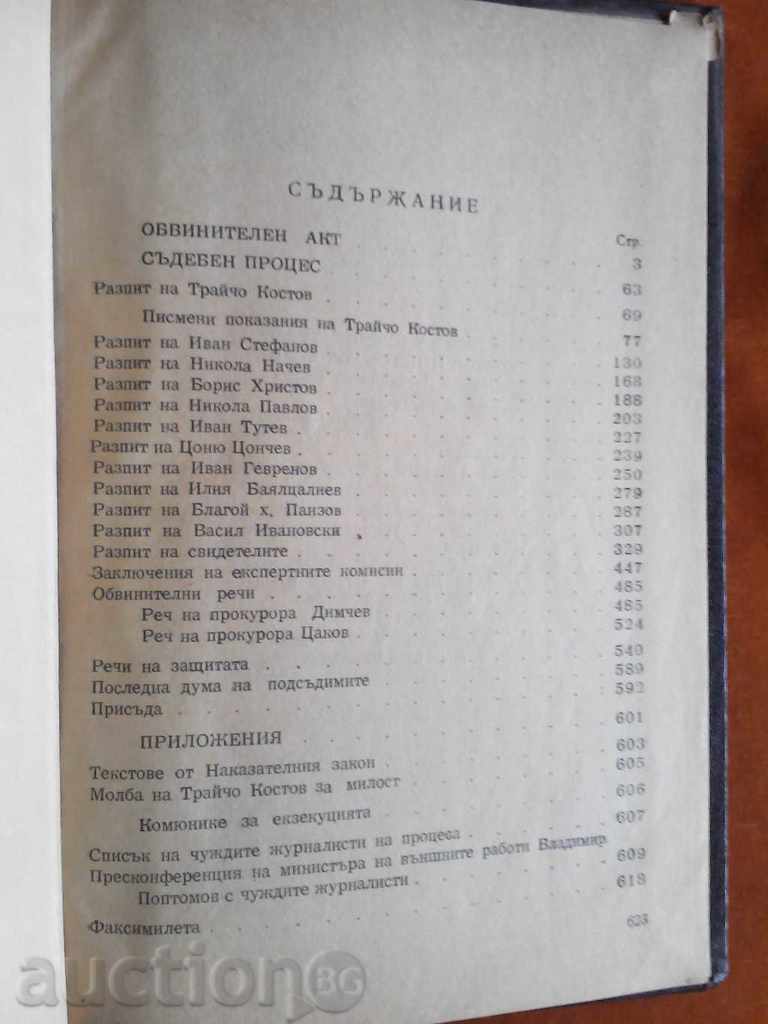 СЪДЪРЖАНИЕ
Стр.
ОБВИНИТЕЛЕН АКТ . . . . . . . 3
СЪДЕБЕН ПРОЦЕС . . . . . . . 63
Разпит на Трайчо Костов . . . . . . . 69
Писмени показания на Трайчо Костов . . . . 77
Разпит на Иван Стефанов . . . . . . . 130
Разпит на Никола Начев . . . . . . . 168
Разпит на Борис Христов . . . . . . . 188
Разпит на Никола Павлов . . . . . . . 203
Разпит на Иван Тутев . . . . . . . 227
Разпит на Цоню Цончев . . . . . . . 239
Разпит на Иван Гевренов . . . . . . . 250
Разпит на Илия Баялцалиев . . . . . . . 279
Разпит на Благой х, Панзов . . . . . . . 287
Разпит на Васил Ивановски . . . . . . . 307
Разпит на свидетелите . . . . . . . 329
Заключения на експертните комисии . . . . . 447
Обвинителни речи . . . . . . . 485
Реч на прокурора Димчев . . . . . . . 485
Реч на прокурора Цаков . . . . . . . 524
Речи на защитата . . . . . . . 549
Последна дума на подсъдимите . . . . . . . 589
Присъда . . . . . . . 592
ПРИЛОЖЕНИЯ . . . . . . . 601
Текстове от Наказателния закон . . . . . . . 603
Молба на Трайчо Костов за милост . . . . . . 605
Комюнике за екзекуцията . . . . . . . 606
Списък на чуждите журналисти на процеса . . . . 607
Пресконференция на министъра на външните работи Владимир 609
Поптомов с чуждите журналисти . . . . . . . 618
Факсимилета . . . . . . . 623
auction BG